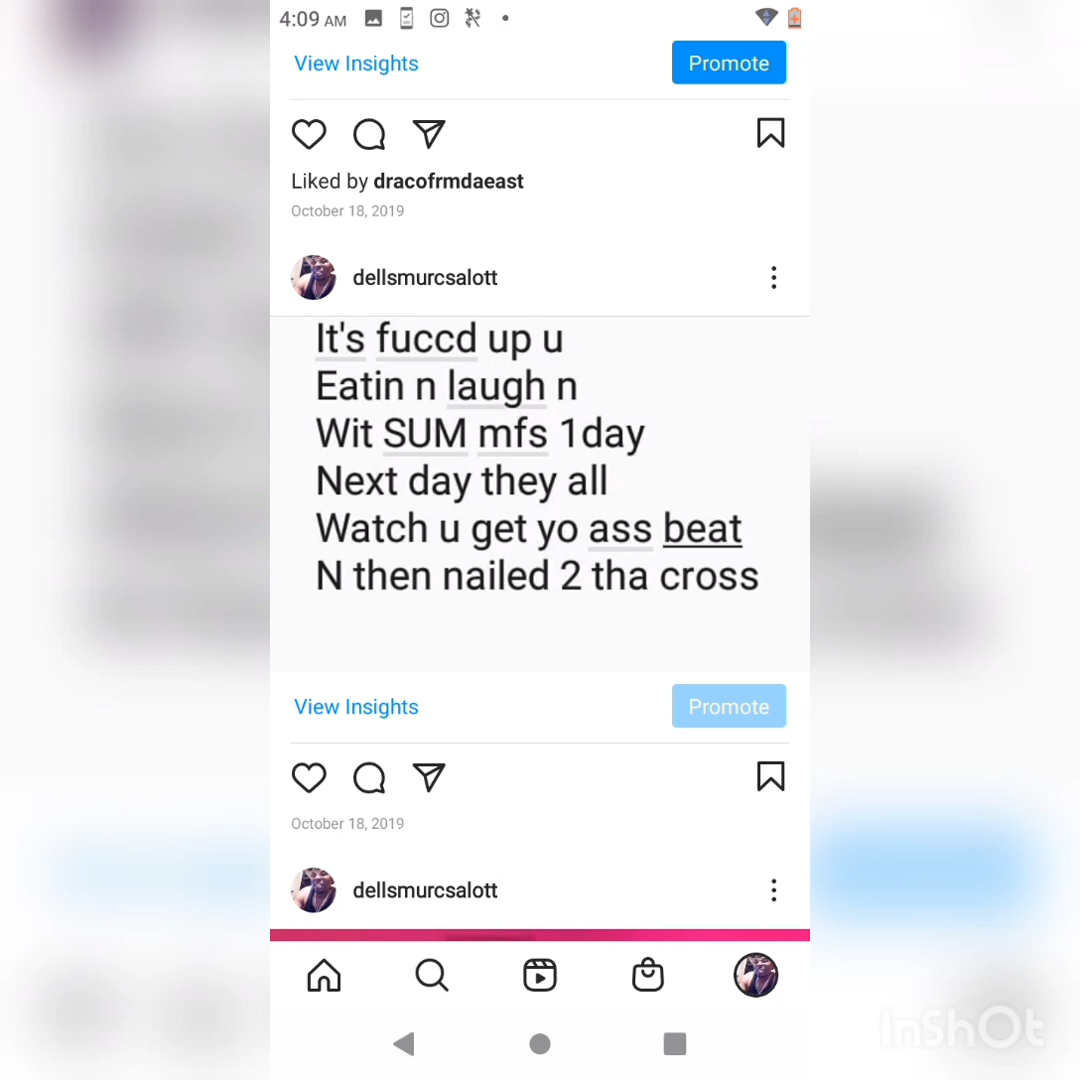 4:09 AM
View Insights
Promote
Liked by dracofrmdaeast
October 18, 2019
dellsmurcsalott
It's fuccd up u
Eatin n laugh n
Wit SUM mfs 1day
Next day they all
Watch u get yo ass beat
N then nailed 2 tha cross
View Insights
Promote
October 18, 2019
dellsmurcsalott
InShOt